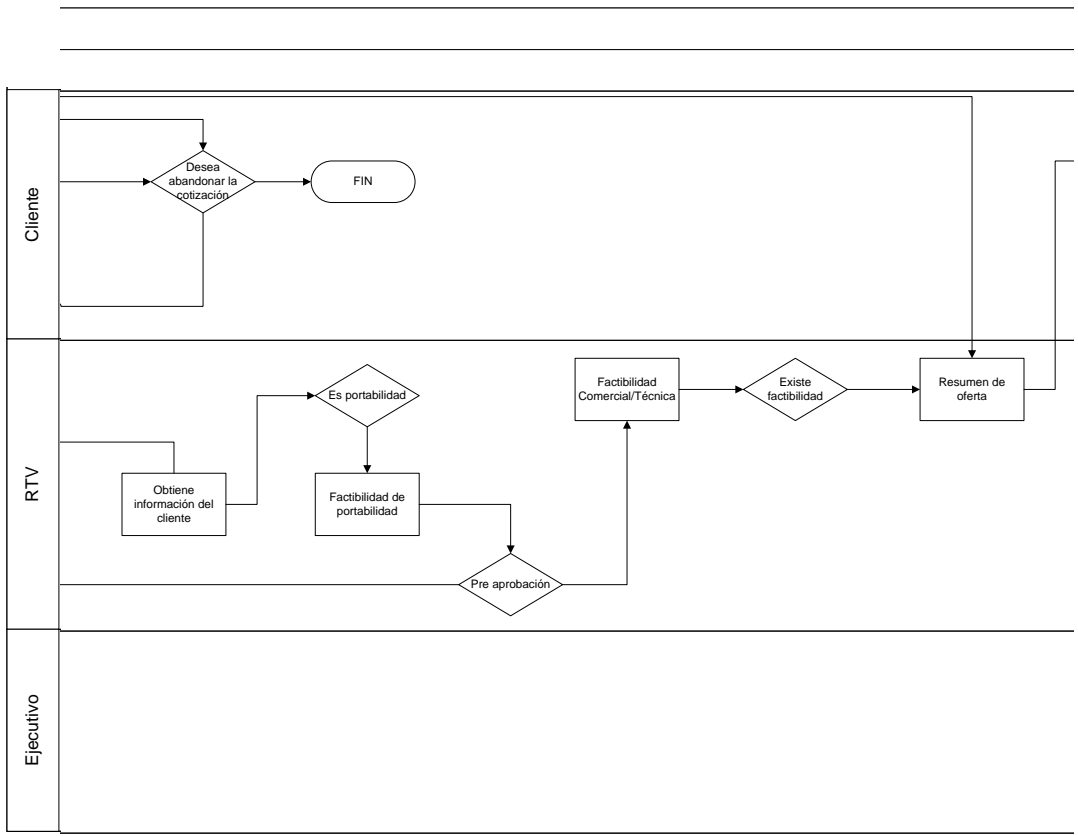 Cliente
Desea
abandonar la
cotización
FIN
RTV
Es portabilidad
Factibilidad
Comercial/Técnica
Existe
factibilidad
Resumen de
oferta
Obtiene
información del
cliente
Factibilidad de
portabilidad
Pre aprobación
Ejecutivo